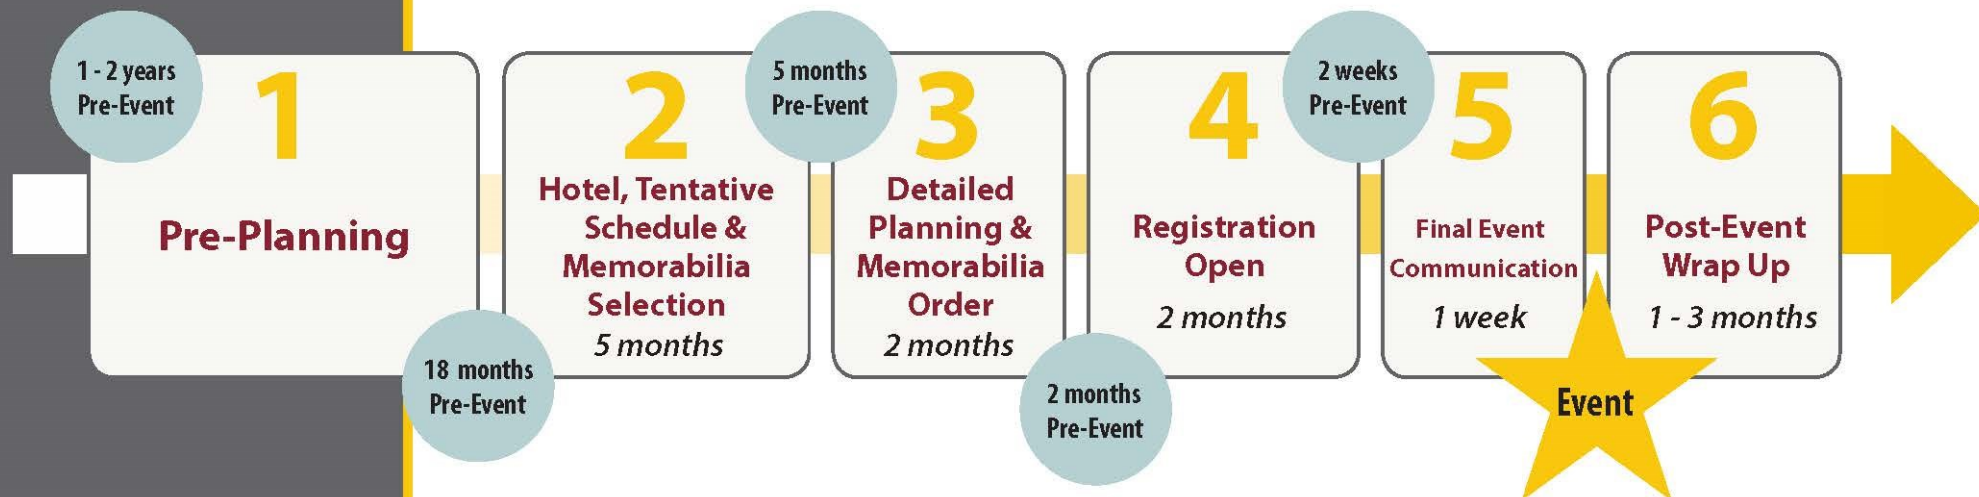 1 - 2 years
Pre-Event
1
Pre-Planning
18 months
Pre-Event
2
Hotel, Tentative
Schedule &
Memorabilia
Selection
5 months
5 months
Pre-Event
3
Detailed
Planning &
Memorabilia
Order
2 months
2 months
Pre-Event
4
Registration
Open
2 months
2 weeks
Pre-Event
5
Final Event
Communication
1 week
Event
6
Post-Event
Wrap Up
1 - 3 months